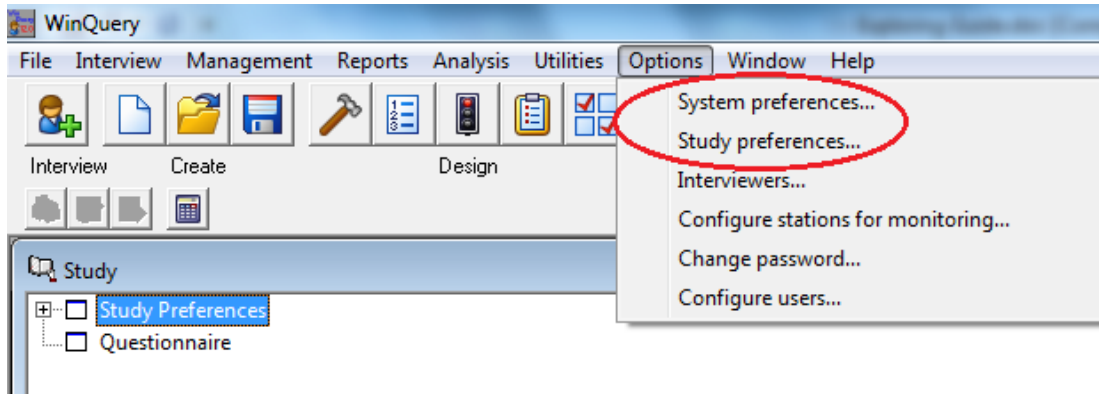 WinQuery
File Interview Management Reports Analysis Utilities Options Window Help
System preferences...
Study preferences...
Interviewers...
Configure stations for monitoring...
Change password...
Configure users...
Interview Create Design
Study
Study Preferences
Questionnaire